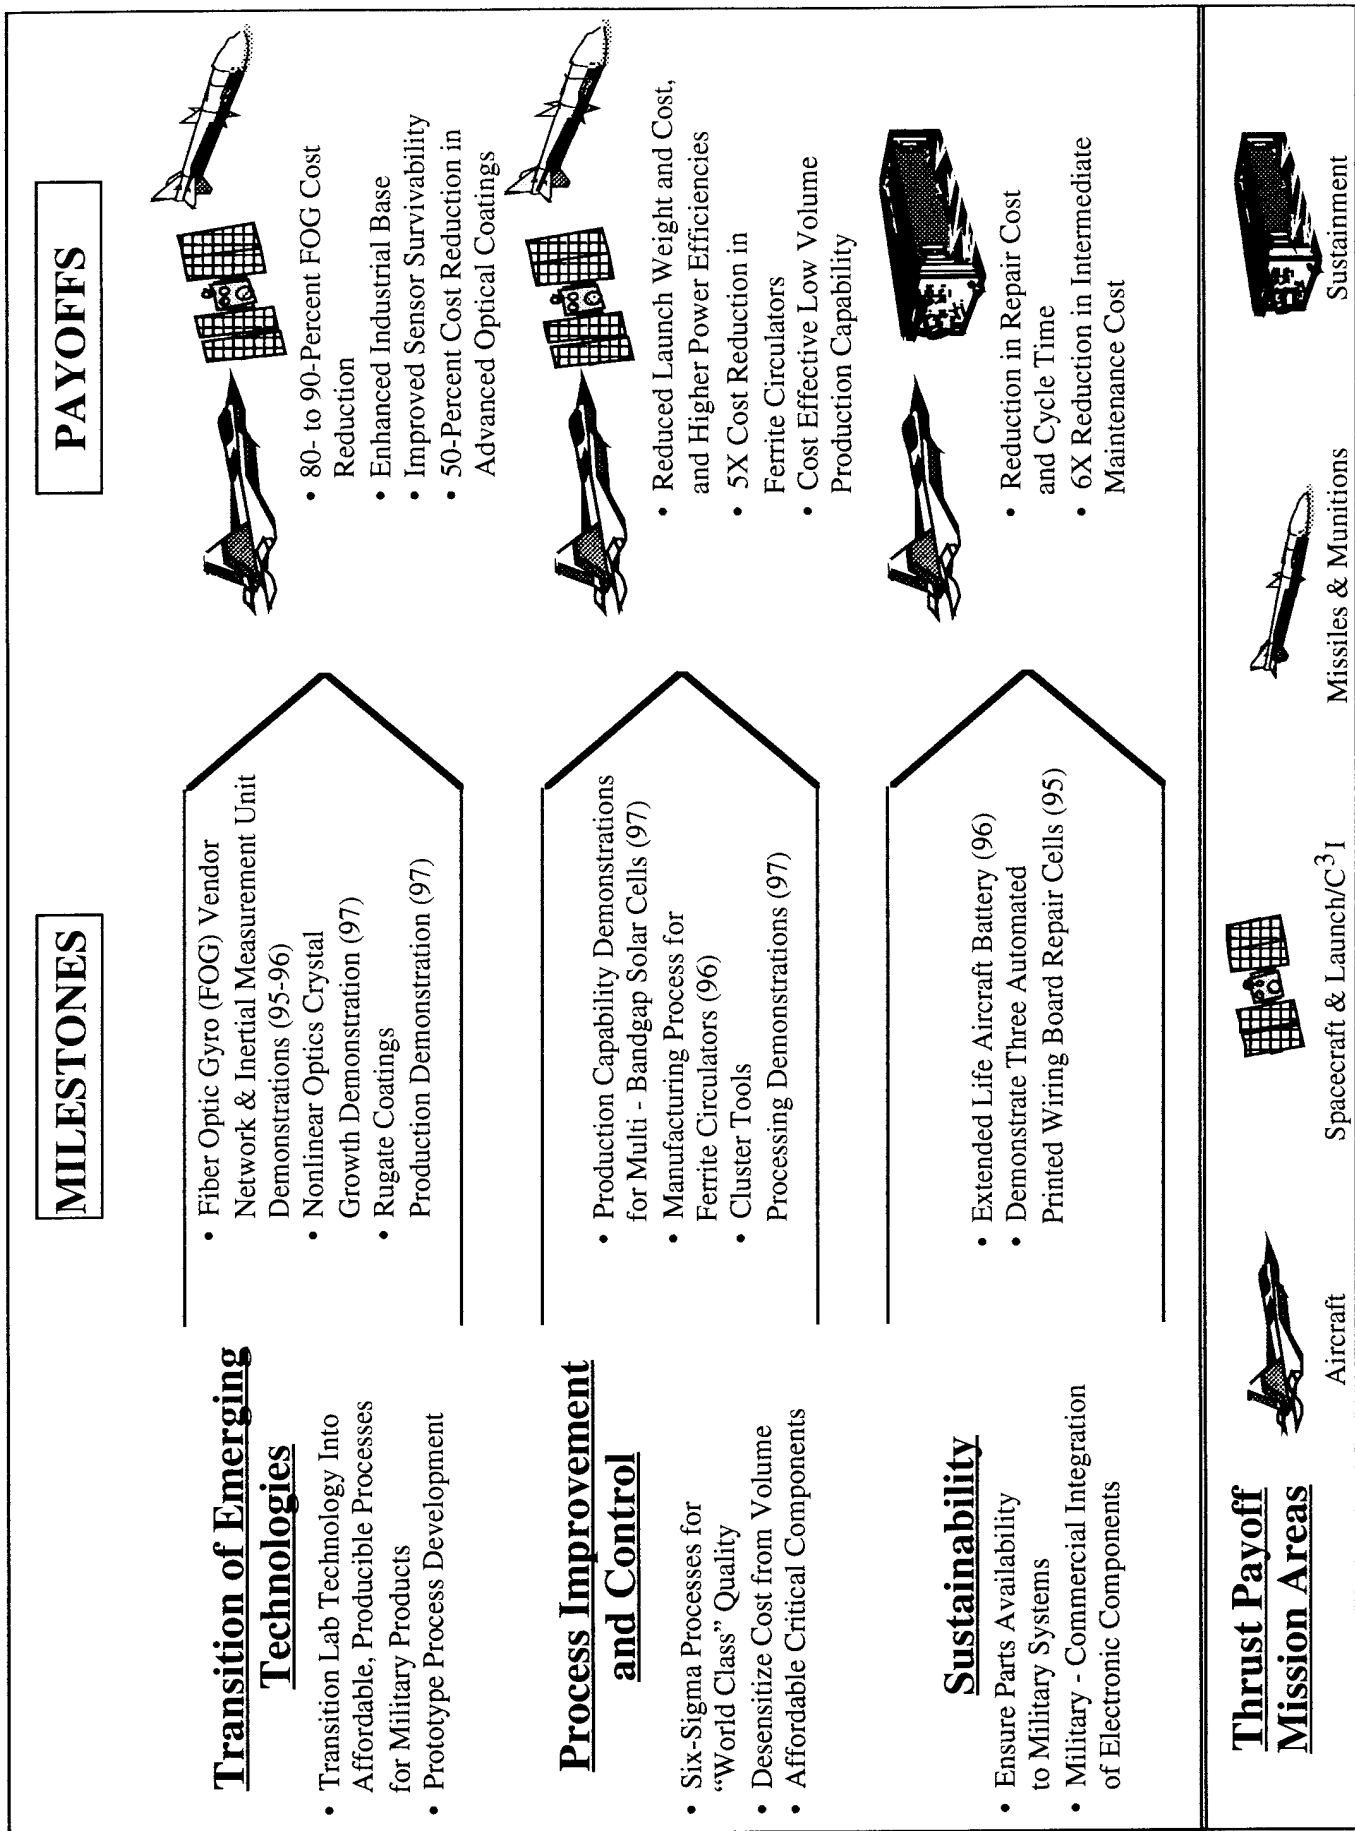 MILESTONES
PAYOFFS
Transition of Emerging
Technologies
• Transition Lab Technology Into
Affordable, Producible Processes
for Military Products
• Prototype Process Development
• Fiber Optic Gyro (FOG) Vendor
Network & Inertial Measurement Unit
Demonstrations (95-96)
• Nonlinear Optics Crystal
Growth Demonstration (97)
• Rugate Coatings
Production Demonstration (97)
• 80- to 90-Percent FOG Cost
Reduction
• Enhanced Industrial Base
• Improved Sensor Survivability
• 50-Percent Cost Reduction in
Advanced Optical Coatings
Process Improvement
and Control
• Six-Sigma Processes for
“World Class” Quality
• Desensitize Cost from Volume
• Affordable Critical Components
• Production Capability Demonstrations
for Multi - Bandgap Solar Cells (97)
• Manufacturing Process for
Ferrite Circulators (96)
• Cluster Tools
Processing Demonstrations (97)
• Reduced Launch Weight and Cost,
and Higher Power Efficiencies
• 5X Cost Reduction in
Ferrite Circulators
• Cost Effective Low Volume
Production Capability
Sustainability
• Ensure Parts Availability
to Military Systems
• Military - Commercial Integration
of Electronic Components
• Extended Life Aircraft Battery (96)
• Demonstrate Three Automated
Printed Wiring Board Repair Cells (95)
• Reduction in Repair Cost
and Cycle Time
• 6X Reduction in Intermediate
Maintenance Cost
Thrust Payoff
Mission Areas
Aircraft
Spacecraft & Launch/C³I
Missiles & Munitions
Sustainment